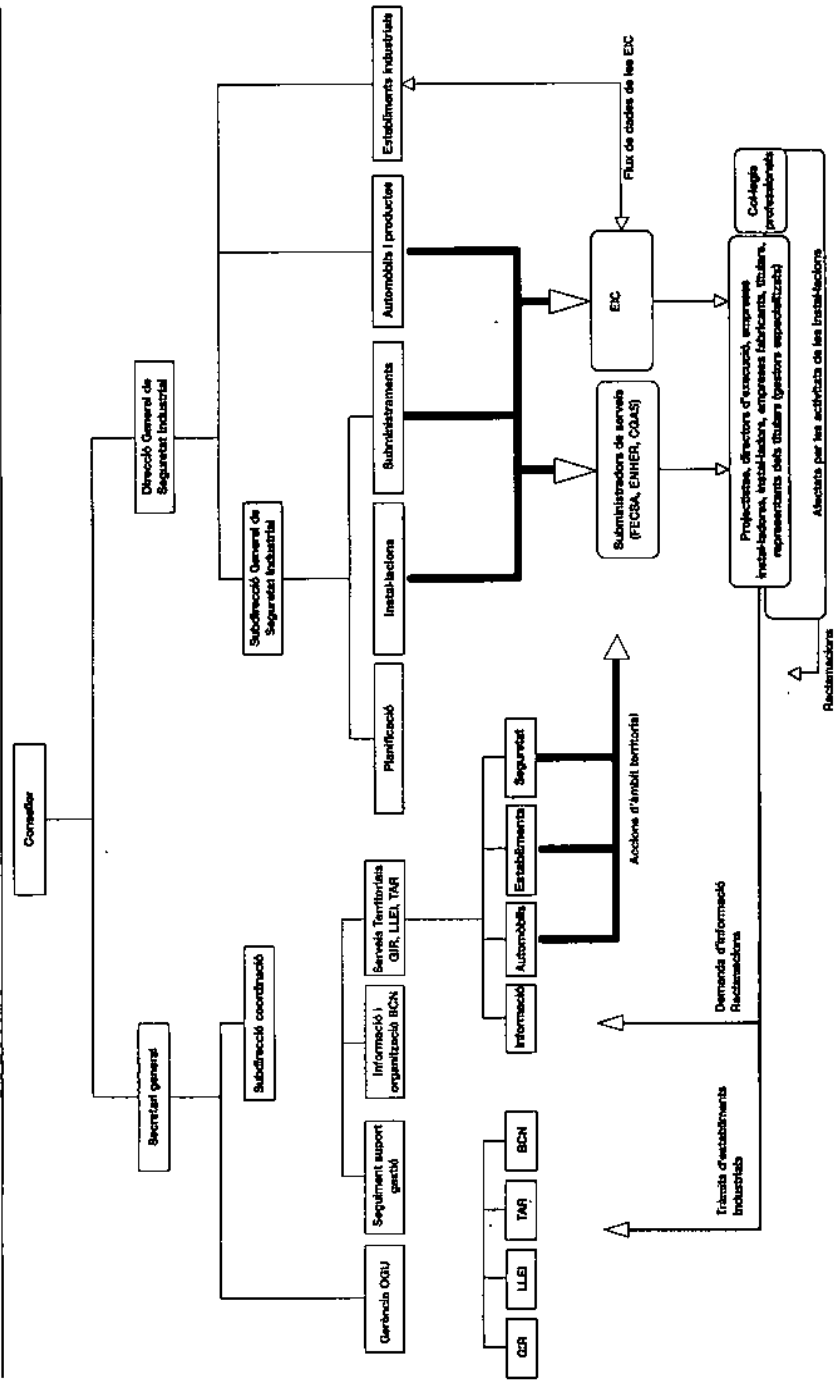 Conseller
Secretari general
Direcció General de
Seguretat Industrial
Subdirecció coordinació
Subdirecció General de
Seguretat Industrial
Gerència OGU
Seguiment suport
gestió
Informació i
organització BCN
Serveis Territorials
GIR, LLEI, TAR
Planificació
Instal·lacions
Subministraments
Automòbils i productes
Establiments industrials
GIR
LLEI
TAR
BCN
Informació
Automòbils
Establiments
Seguretat
Subministradors de serveis
(FECSA, ENHER, CGAS)
EIC
Flux de dades de les EIC
Accions d'àmbit territorial
Tràmits d'establiments
industrials
Demanda d'informació
Reclamacions
Projectistes, directors d'execució, empreses
instal·ladores, instal·ladors, empreses fabricants, titulars,
representants dels titulars (gestors especialitzats)
Col·legis
professionals
Afectats per les activitats de les instal·lacions
Reclamacions